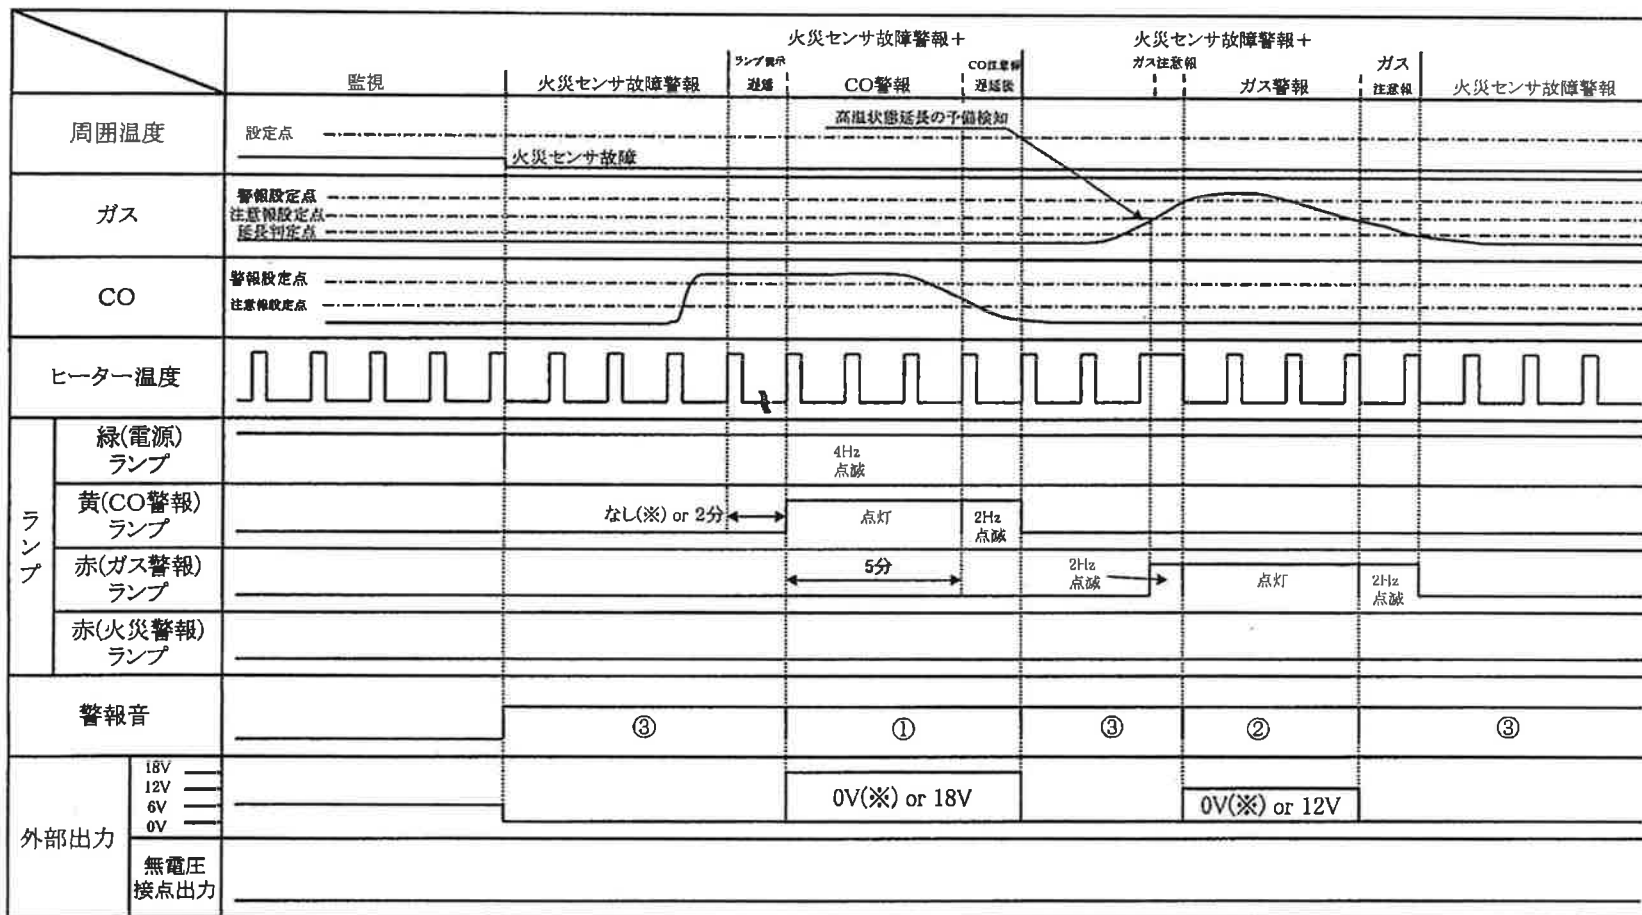 火災センサ故障警報+
火災センサ故障警報+
監視
火災センサ故障警報
ランプ表示
遅延
CO警報
CO注意報
遅延後
ガス注意報
ガス警報
ガス
注意報
火災センサ故障警報
周囲温度
設定点
高温状態延長の予備検知
火災センサ故障
ガス
警報設定点
注意報設定点
延長判定点
CO
警報設定点
注意報設定点
ヒーター温度
ランプ
緑(電源)
ランプ
4Hz
点滅
黄(CO警報)
ランプ
なし(※) or 2分
点灯
2Hz
点滅
赤(ガス警報)
ランプ
5分
2Hz
点滅
点灯
2Hz
点滅
赤(火災警報)
ランプ
警報音
③
①
③
②
③
外部出力
18V
12V
6V
0V
0V(※) or 18V
0V(※) or 12V
無電圧
接点出力